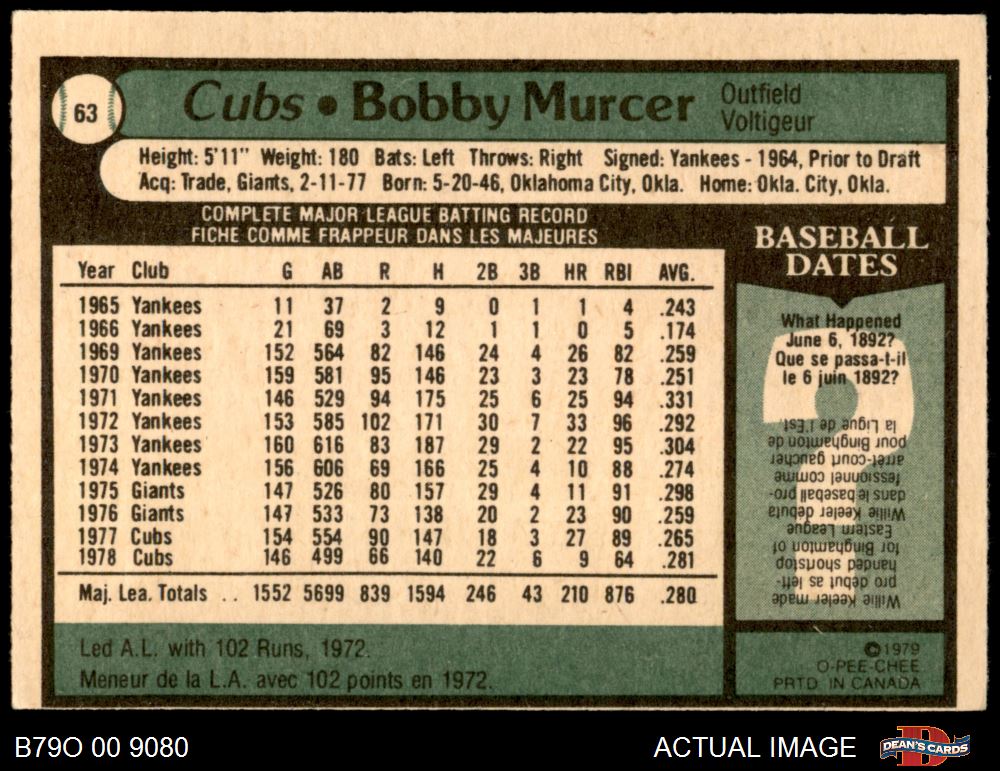 63
Cubs • Bobby Murcer
Outfield
Voltigeur
Height: 5'11" Weight: 180 Bats: Left Throws: Right Signed: Yankees - 1964, Prior to Draft
Acq: Trade, Giants, 2-11-77 Born: 5-20-46, Oklahoma City, Okla. Home: Okla. City, Okla.
COMPLETE MAJOR LEAGUE BATTING RECORD
FICHE COMME FRAPPEUR DANS LES MAJEURES
Year Club G AB R H 2B 3B HR RBI AVG.
1965 Yankees 11 37 2 9 0 1 1 4 .243
1966 Yankees 21 69 3 12 1 1 0 5 .174
1969 Yankees 152 564 82 146 24 4 26 82 .259
1970 Yankees 159 581 95 146 23 3 23 78 .251
1971 Yankees 146 529 94 175 25 6 25 94 .331
1972 Yankees 153 585 102 171 30 7 33 96 .292
1973 Yankees 160 616 83 187 29 2 22 95 .304
1974 Yankees 156 606 69 166 25 4 10 88 .274
1975 Giants 147 526 80 157 29 4 11 91 .298
1976 Giants 147 533 73 138 20 2 23 90 .259
1977 Cubs 154 554 90 147 18 3 27 89 .265
1978 Cubs 146 499 66 140 22 6 9 64 .281
Maj. Lea. Totals . . 1552 5699 839 1594 246 43 210 876 .280
Led A.L. with 102 Runs, 1972.
Meneur de la L.A. avec 102 points en 1972.
BASEBALL
DATES
What Happened
June 6, 1892?
Que se passa-t-il
le 6 juin 1892?
Willie Keeler made
pro debut as left-
handed shortstop
for Binghamton of
Eastern League
Willie Keeler débuta
dans le baseball pro-
fessionnel comme
arrêt-court gaucher
pour Binghamton de
la Ligue de l'Est.
©1979
O-PEE-CHEE
PRTD. IN CANADA
B79O 00 9080
ACTUAL IMAGE
DEAN'S CARDS